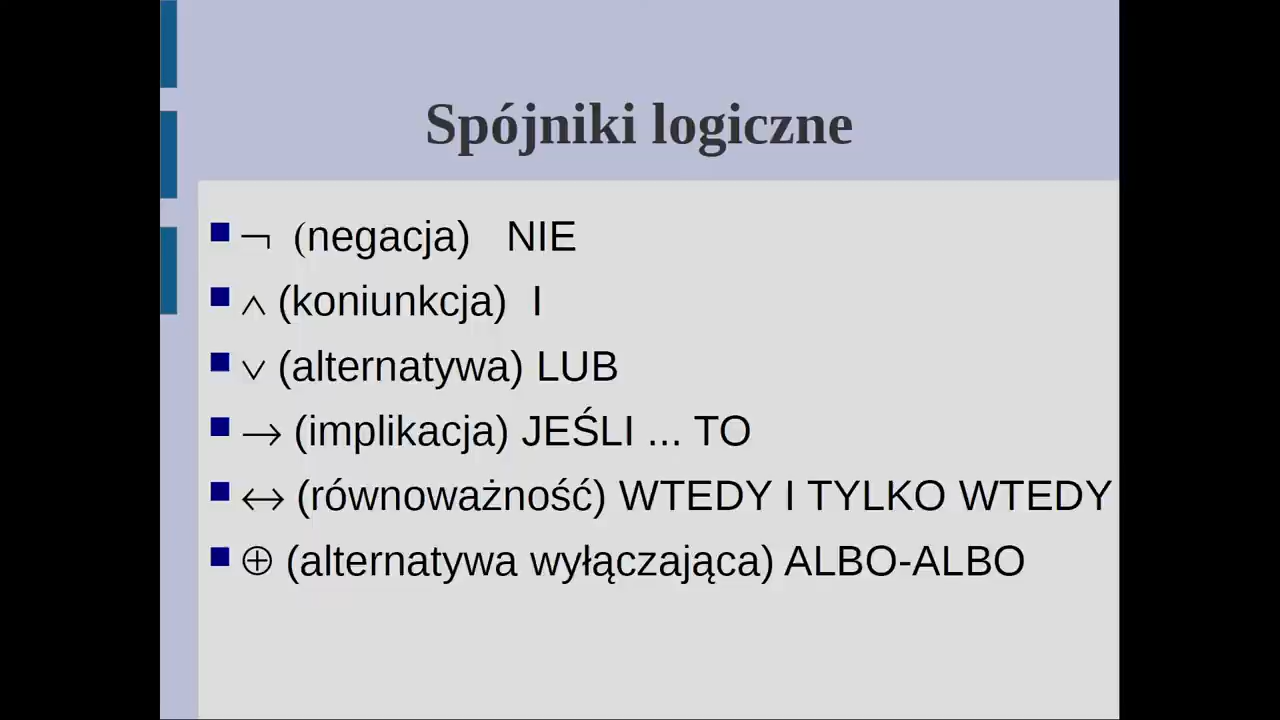 Spójniki logiczne
¬ (negacja) NIE
∧ (koniunkcja) I
∨ (alternatywa) LUB
→ (implikacja) JEŚLI ... TO
↔ (równoważność) WTEDY I TYLKO WTEDY
⊕ (alternatywa wyłączająca) ALBO-ALBO